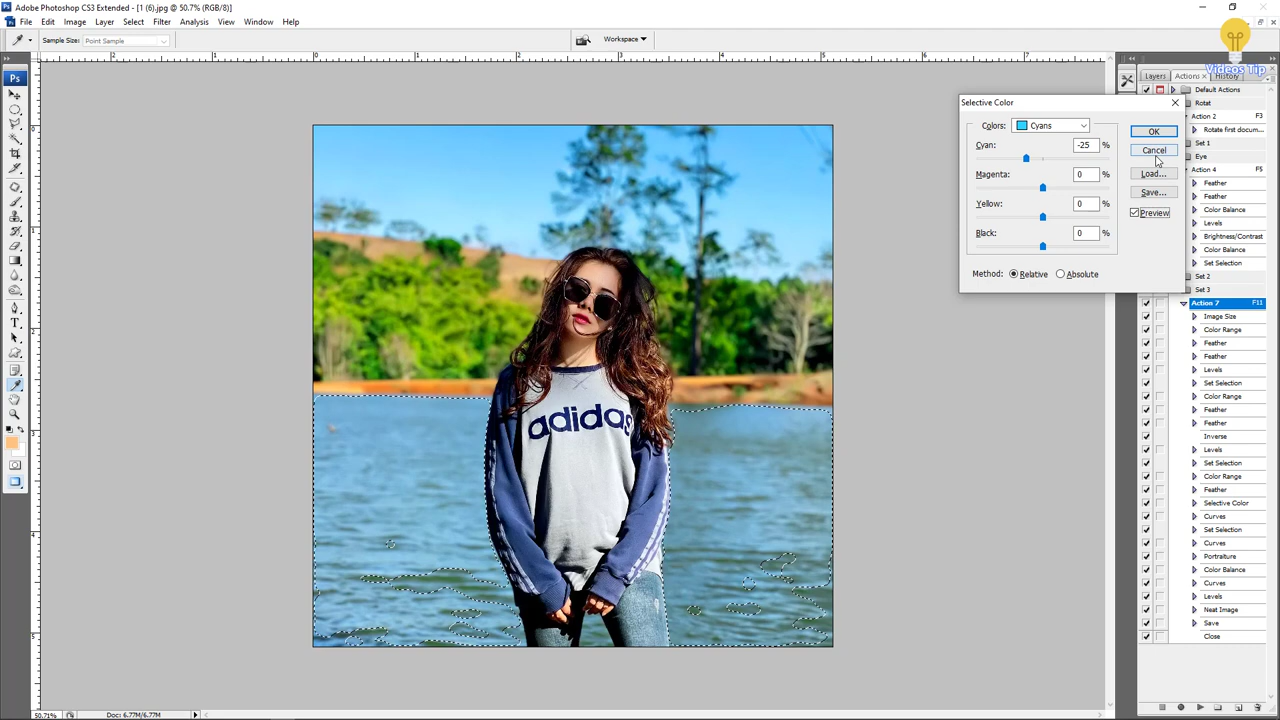 Adobe Photoshop CS3 Extended - [1 (6).jpg @ 50.7% (RGB/8)]
File Edit Image Layer Select Filter Analysis View Window Help
Sample Size: Point Sample
Workspace
Videos Tip
Ps
Layers Actions × History
Default Actions
Rotat
Action 2 F3
Rotate first docum...
Set 1
Eye
Action 4 F5
Feather
Feather
Color Balance
Levels
Brightness/Contrast
Color Balance
Set Selection
Set 2
Set 3
Action 7 F11
Image Size
Color Range
Feather
Feather
Levels
Set Selection
Color Range
Feather
Feather
Inverse
Levels
Set Selection
Color Range
Feather
Selective Color
Curves
Set Selection
Curves
Portraiture
Color Balance
Curves
Levels
Neat Image
Save
Close
Selective Color
Colors: Cyans
Cyan: -25 %
Magenta: 0 %
Yellow: 0 %
Black: 0 %
Method: Relative Absolute
OK
Cancel
Load...
Save...
Preview
adidas
50.71% Doc: 6.77M/6.77M